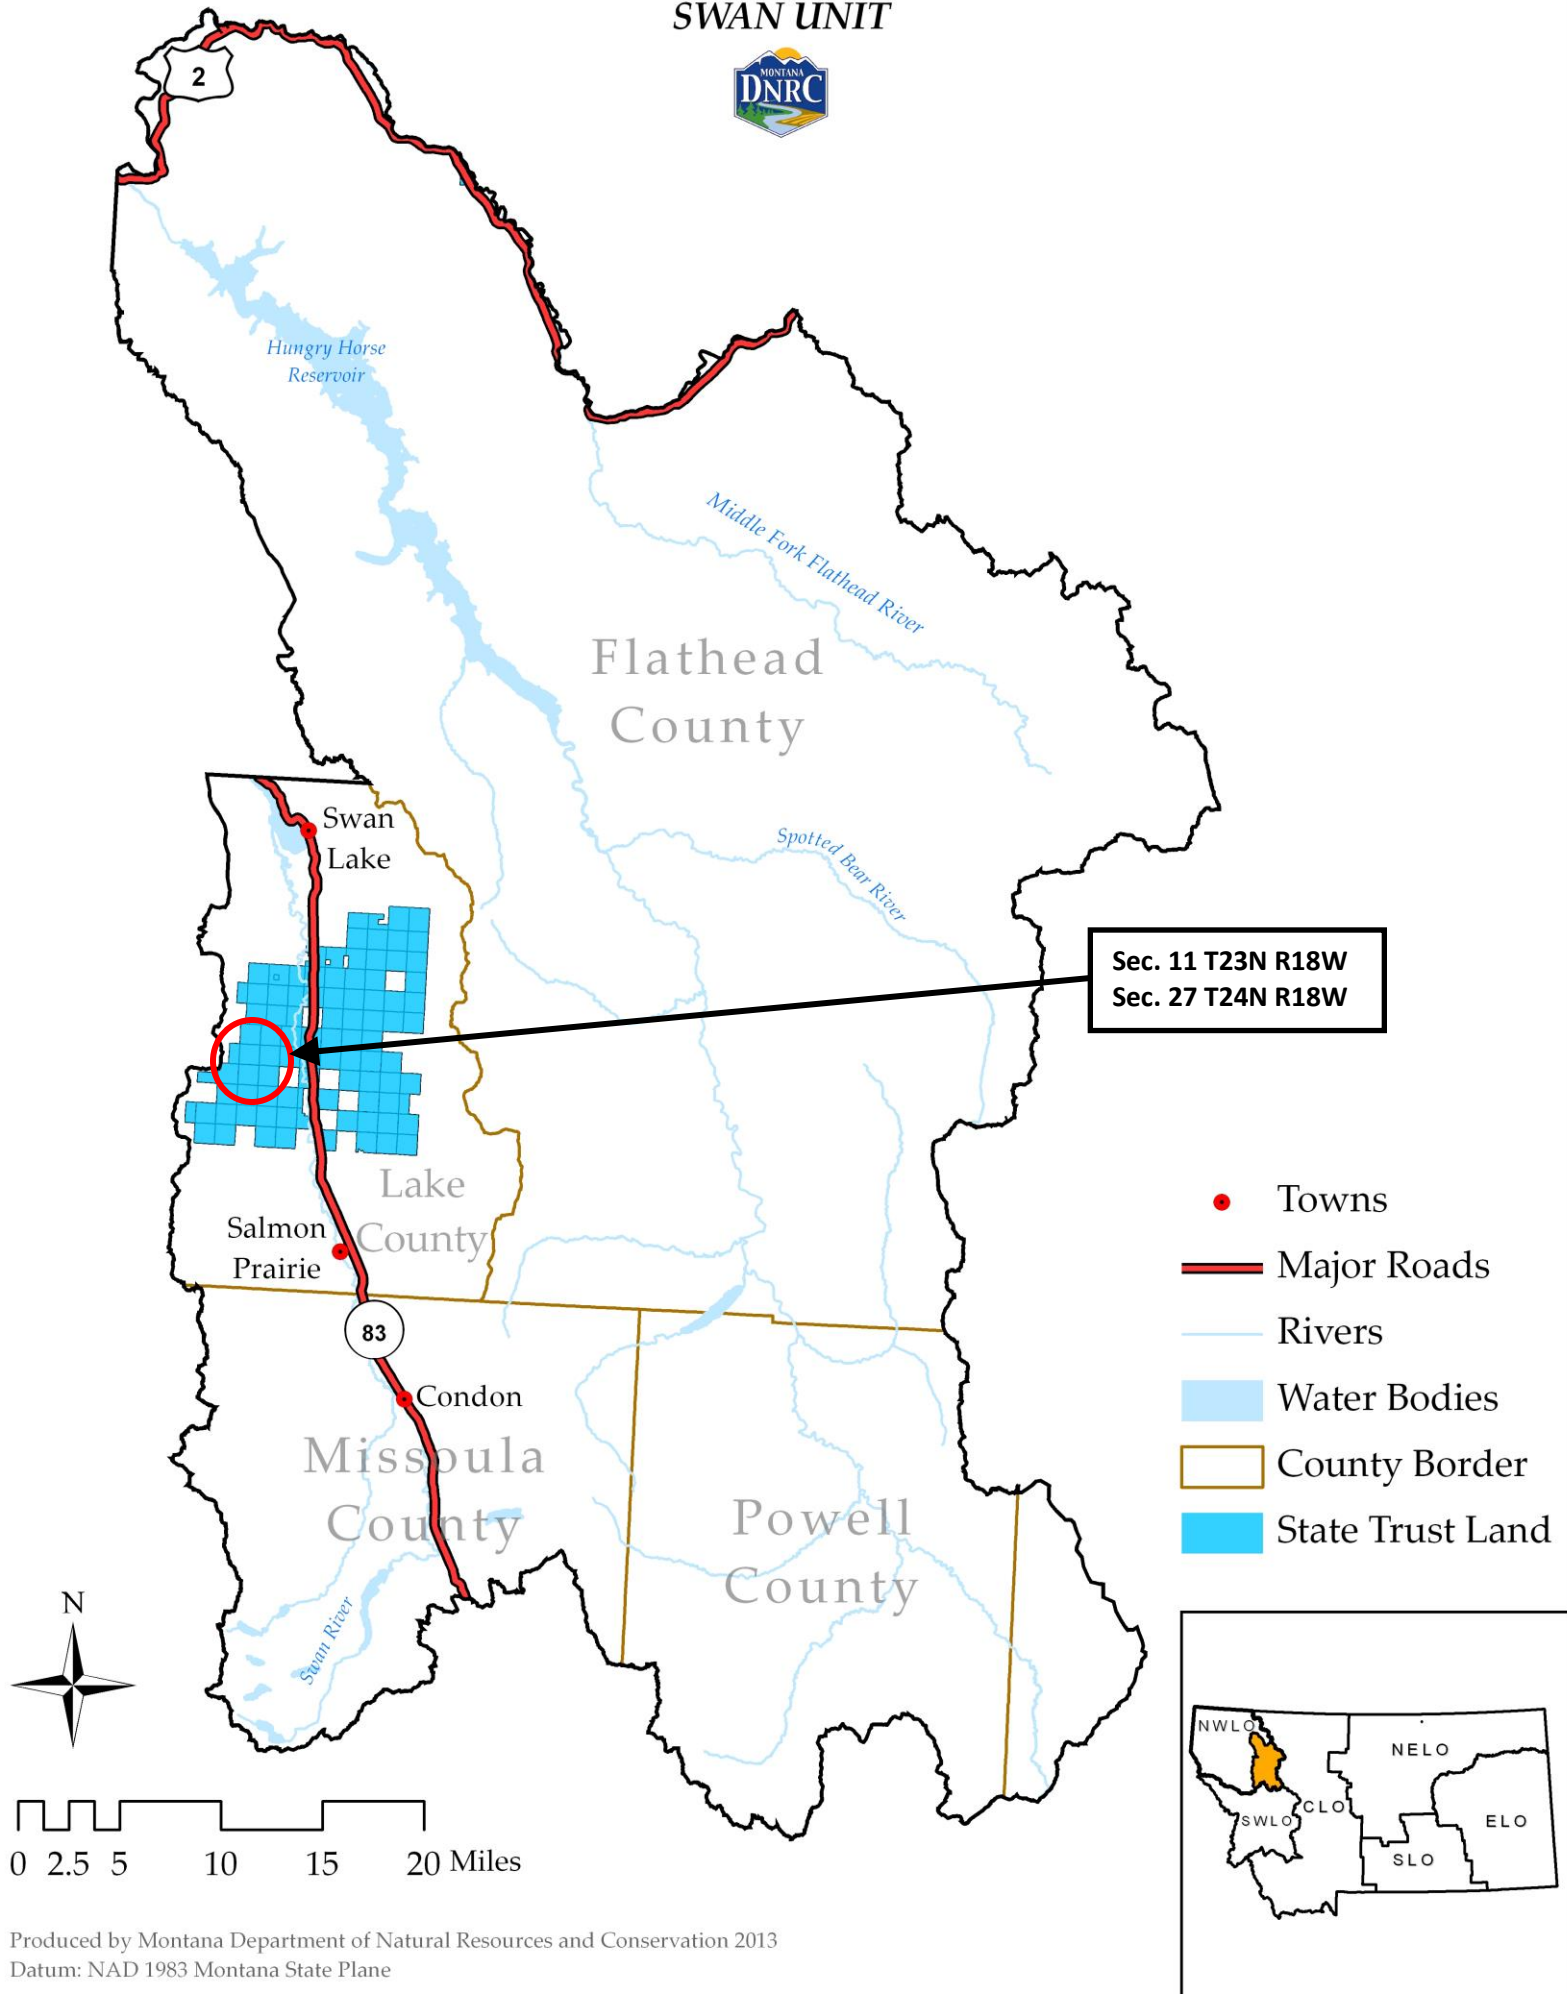 SWAN UNIT
MONTANA
DNRC
2
Hungry Horse
Reservoir
Middle Fork Flathead River
Flathead
County
Swan
Lake
Spotted Bear River
Sec. 11 T23N R18W
Sec. 27 T24N R18W
Lake
County
Salmon
Prairie
83
Condon
Missoula
County
Powell
County
Swan River
Towns
Major Roads
Rivers
Water Bodies
County Border
State Trust Land
N
0 2.5 5 10 15 20 Miles
NWLO
NELO
CLO
SWLO
ELO
SLO
Produced by Montana Department of Natural Resources and Conservation 2013
Datum: NAD 1983 Montana State Plane